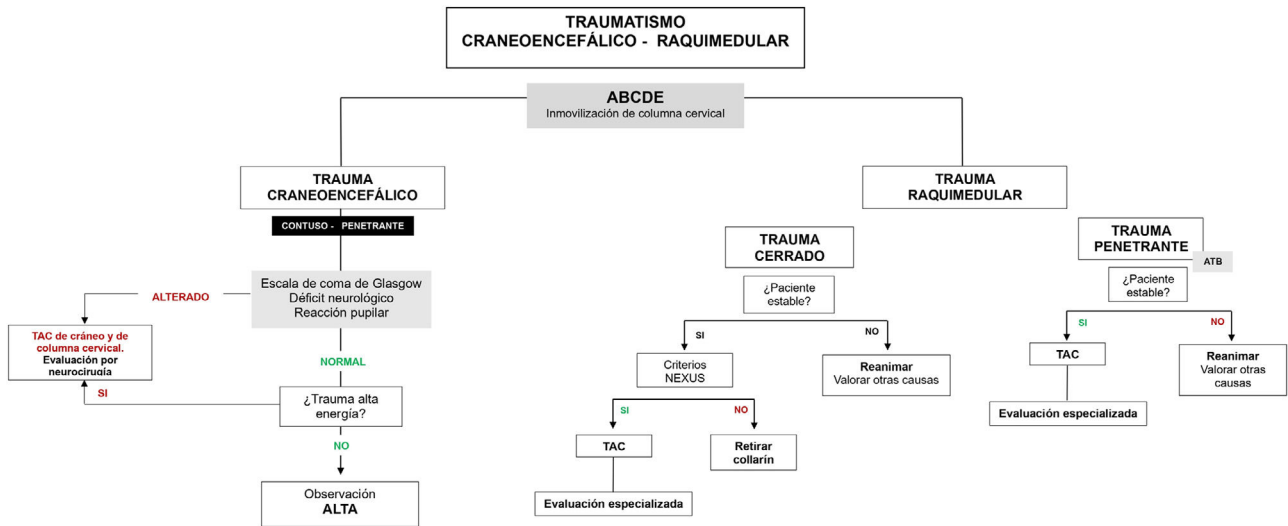 TRAUMATISMO
CRANEOENCEFÁLICO - RAQUIMEDULAR
ABCDE
Inmovilización de columna cervical
TRAUMA
CRANEOENCEFÁLICO
CONTUSO - PENETRANTE
Escala de coma de Glasgow
Déficit neurológico
Reacción pupilar
ALTERADO
TAC de cráneo y de
columna cervical.
Evaluación por
neurocirugía
NORMAL
SI
¿Trauma alta
energía?
NO
Observación
ALTA
TRAUMA
RAQUIMEDULAR
TRAUMA
CERRADO
¿Paciente
estable?
SI
NO
Criterios
NEXUS
Reanimar
Valorar otras causas
SI
NO
TAC
Retirar
collarín
Evaluación especializada
TRAUMA
PENETRANTE
ATB
¿Paciente
estable?
SI
NO
TAC
Reanimar
Valorar otras
causas
Evaluación especializada